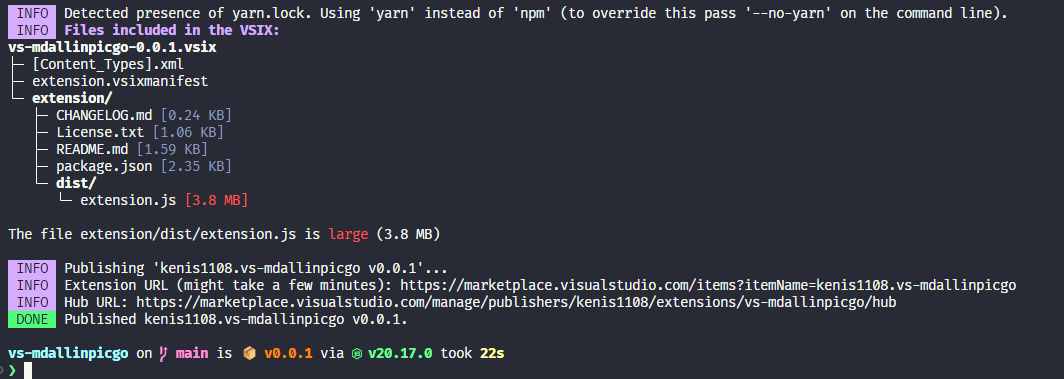 INFO Detected presence of yarn.lock. Using 'yarn' instead of 'npm' (to override this pass '--no-yarn' on the command line).
INFO Files included in the VSIX:
vs-mdallinpicgo-0.0.1.vsix
├─ [Content_Types].xml
├─ extension.vsixmanifest
└─ extension/
   ├─ CHANGELOG.md [0.24 KB]
   ├─ License.txt [1.06 KB]
   ├─ README.md [1.59 KB]
   ├─ package.json [2.35 KB]
   └─ dist/
      └─ extension.js [3.8 MB]
The file extension/dist/extension.js is large (3.8 MB)
INFO Publishing 'kenis1108.vs-mdallinpicgo v0.0.1'...
INFO Extension URL (might take a few minutes): https://marketplace.visualstudio.com/items?itemName=kenis1108.vs-mdallinpicgo
INFO Hub URL: https://marketplace.visualstudio.com/manage/publishers/kenis1108/extensions/vs-mdallinpicgo/hub
DONE Published kenis1108.vs-mdallinpicgo v0.0.1.
vs-mdallinpicgo on main is 📦 v0.0.1 via v20.17.0 took 22s
❯